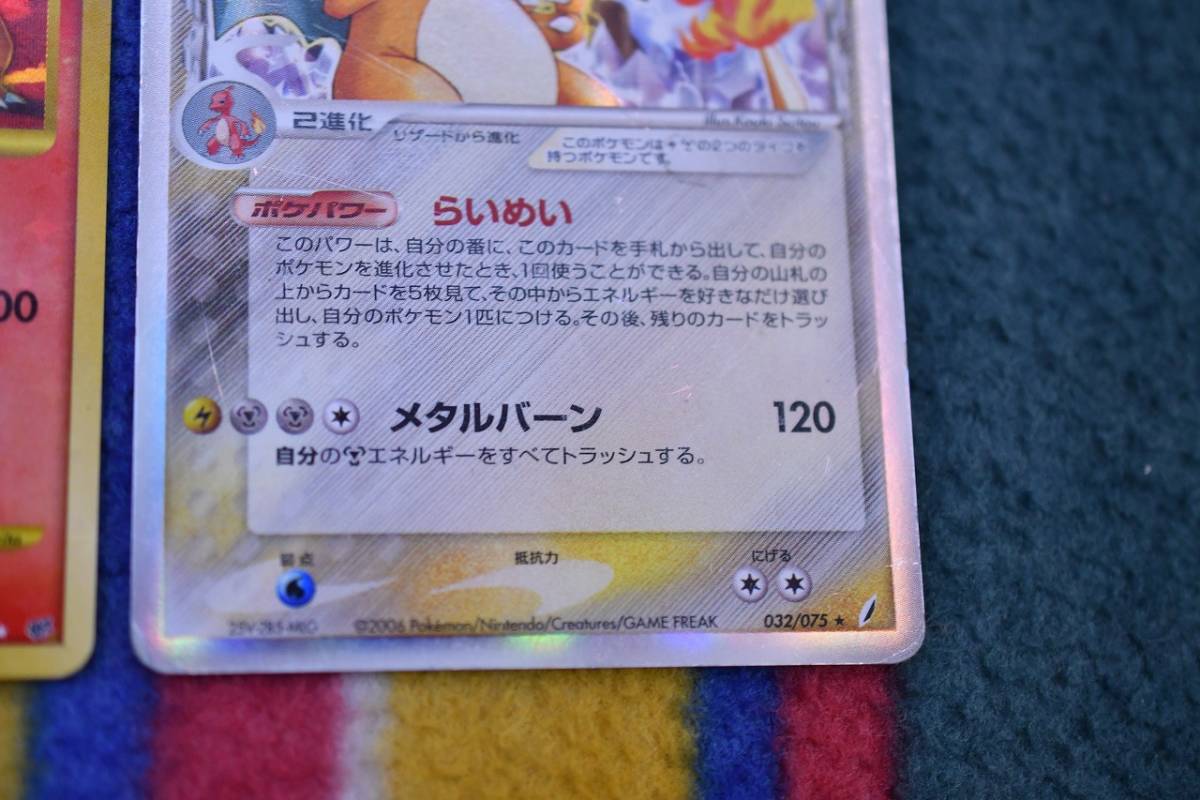 2進化
リザードから進化
このポケモンは、2つのタイプを
持つポケモンです。
ポケパワー らいめい
このパワーは、自分の番に、このカードを手札から出して、自分の
ポケモンを進化させたとき、1回使うことができる。自分の山札の
上からカードを5枚見て、その中からエネルギーを好きなだけ選び
出し、自分のポケモン1匹につける。その後、残りのカードをトラッ
シュする。
メタルバーン 120
自分のエネルギーをすべてトラッシュする。
弱点 抵抗力 にげる
©2006 Pokémon/Nintendo/Creatures/GAME FREAK 032/075 ★
00